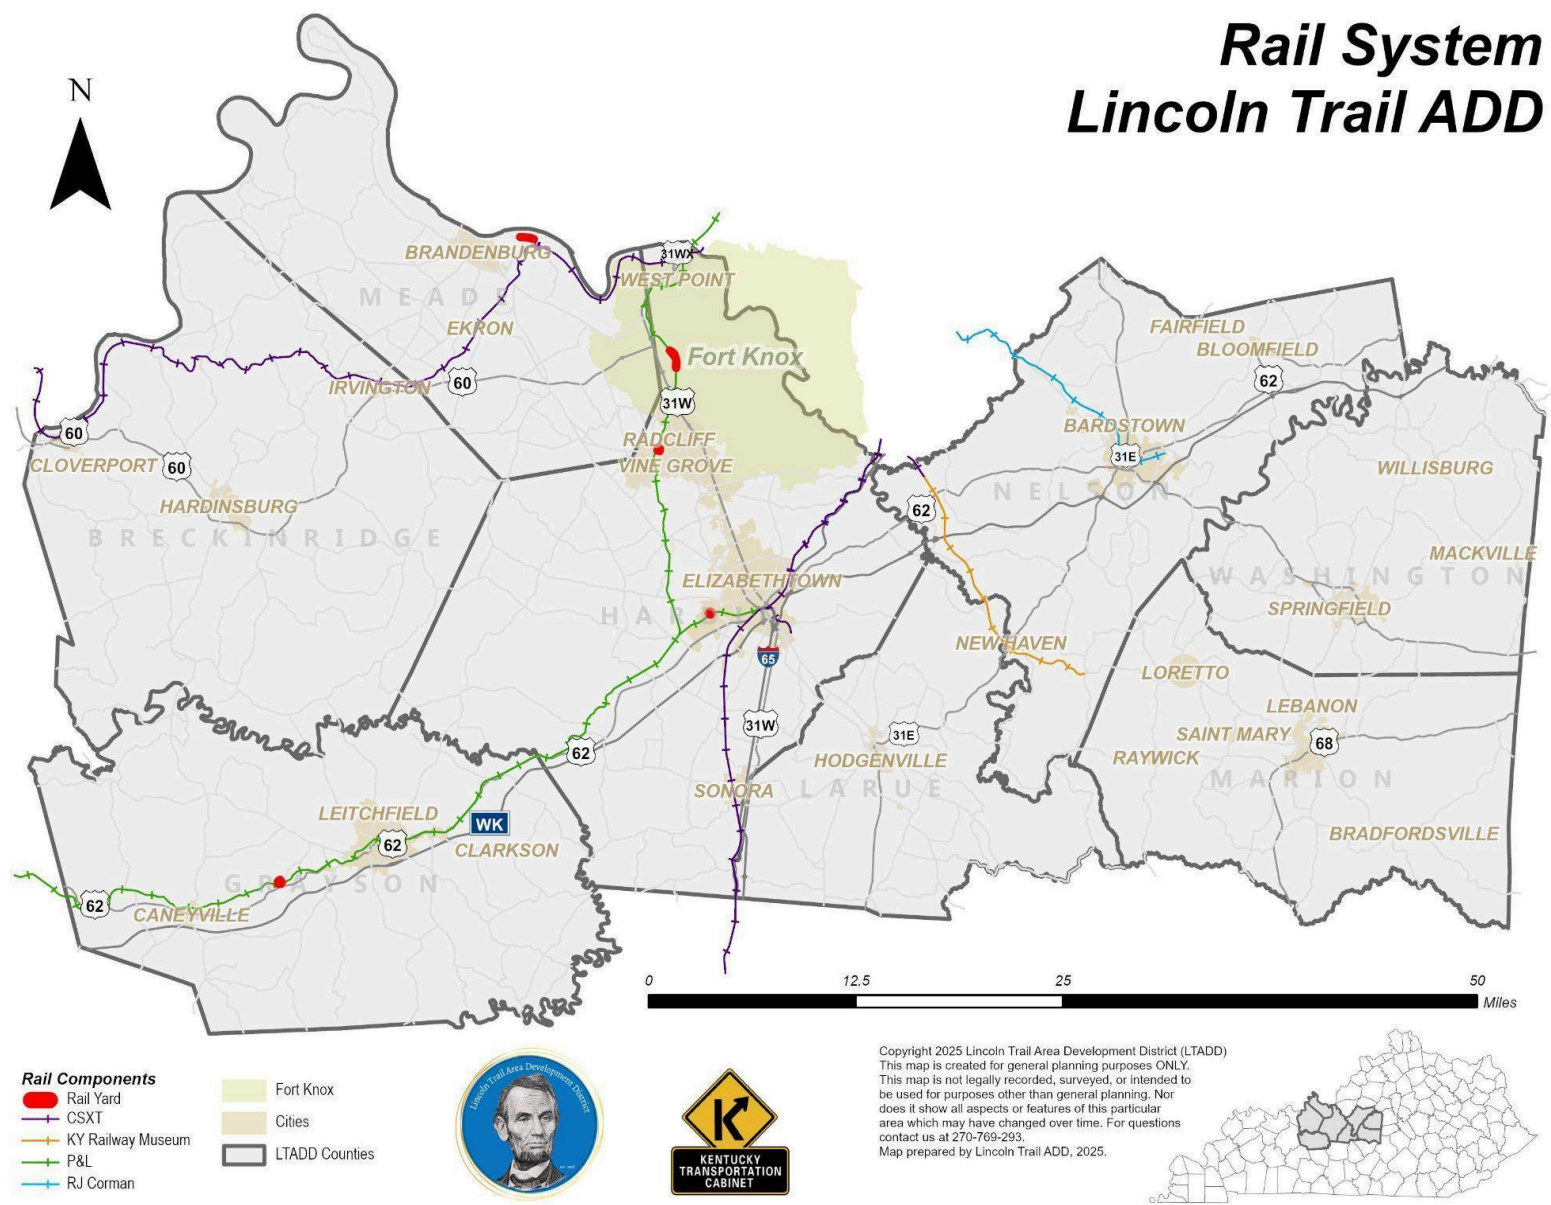 Rail System
Lincoln Trail ADD
N
31WX
BRANDENBURG
WEST POINT
MEADE
EKRON
FAIRFIELD
BLOOMFIELD
Fort Knox
IRVINGTON
60
62
31W
60
RADCLIFF
BARDSTOWN
CLOVERPORT
60
VINE GROVE
31E
WILLISBURG
HARDINSBURG
62
NELSON
BRECKINRIDGE
MACKVILLE
ELIZABETHTOWN
WASHINGTON
HARDIN
SPRINGFIELD
NEW HAVEN
65
LORETTO
LEBANON
31W
31E
SAINT MARY
68
62
HODGENVILLE
RAYWICK
MARION
SONORA
LARUE
LEITCHFIELD
WK
62
CLARKSON
BRADFORDSVILLE
GRAYSON
62
CANEYVILLE
0 12.5 25 50
Miles
Rail Components
Rail Yard
CSXT
KY Railway Museum
P&L
RJ Corman
Fort Knox
Cities
LTADD Counties
Lincoln Trail Area Development District
KENTUCKY
TRANSPORTATION
CABINET
Copyright 2025 Lincoln Trail Area Development District (LTADD)
This map is created for general planning purposes ONLY.
This map is not legally recorded, surveyed, or intended to
be used for purposes other than general planning. Nor
does it show all aspects or features of this particular
area which may have changed over time. For questions
contact us at 270-769-293.
Map prepared by Lincoln Trail ADD, 2025.